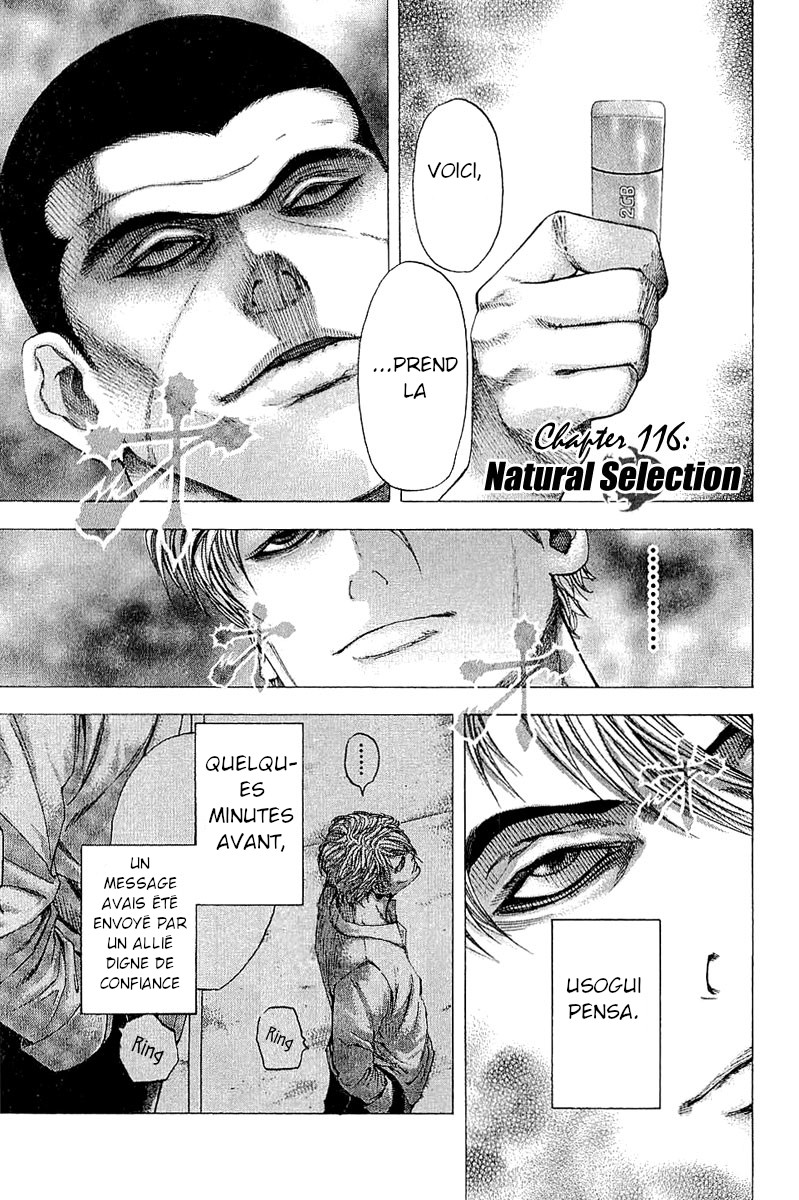 VOICI,
2GB
...PREND
LA
Chapter 116:
Natural Selection
........
USOGUI
PENSA.
......
QUELQU-
ES
MINUTES
AVANT,
UN
MESSAGE
AVAIS ÉTÉ
ENVOYÉ PAR
UN ALLIÉ
DIGNE DE
CONFIANCE
Ring
Ring